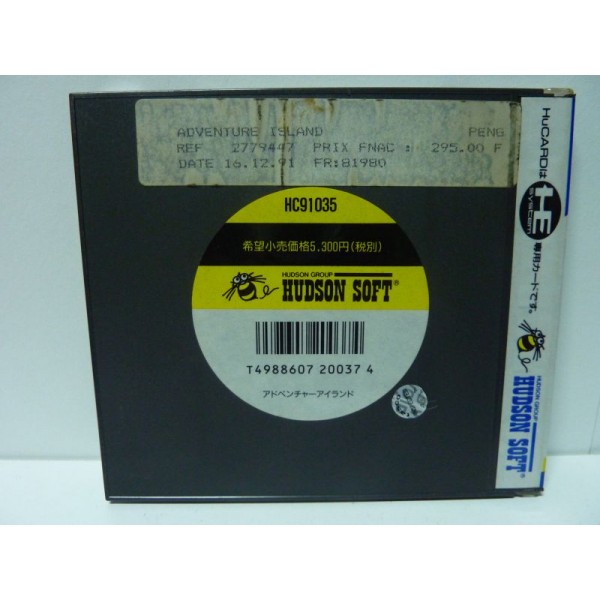 ADVENTURE ISLAND PENG
REF 2779447 PRIX FNAC : 295.00 F
DATE 16.12.91 FR:81980
HC91035
希望小売価格5,300円(税別)
HUDSON GROUP
HUDSON SOFT®
T4988607 20037 4
アドベンチャーアイランド
HuCARDは
HE
system
専用カードです。
HUDSON GROUP
HUDSON SOFT®